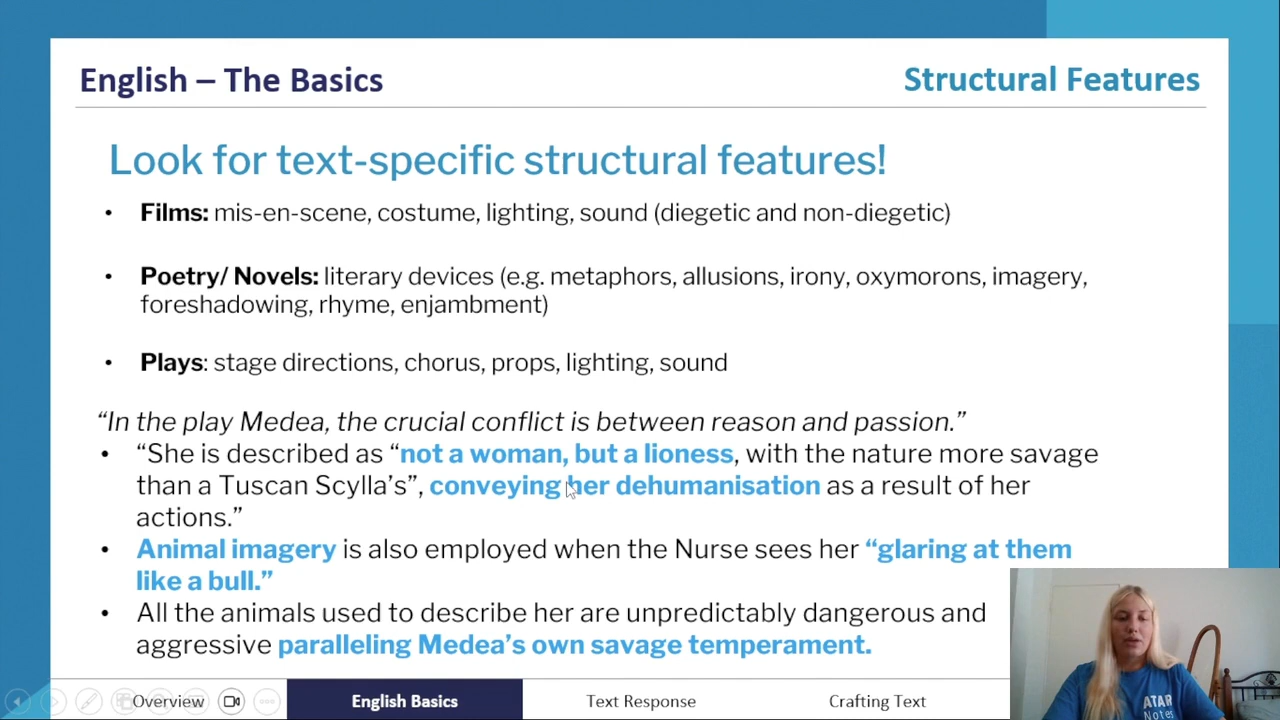 English – The Basics
Structural Features
Look for text-specific structural features!
• Films: mis-en-scene, costume, lighting, sound (diegetic and non-diegetic)
• Poetry/ Novels: literary devices (e.g. metaphors, allusions, irony, oxymorons, imagery,
foreshadowing, rhyme, enjambment)
• Plays: stage directions, chorus, props, lighting, sound
“In the play Medea, the crucial conflict is between reason and passion.”
• “She is described as “not a woman, but a lioness, with the nature more savage
than a Tuscan Scylla’s”, conveying her dehumanisation as a result of her
actions.”
• Animal imagery is also employed when the Nurse sees her “glaring at them
like a bull.”
• All the animals used to describe her are unpredictably dangerous and
aggressive paralleling Medea’s own savage temperament.
Overview
English Basics
Text Response
Crafting Text
ATAR
Notes